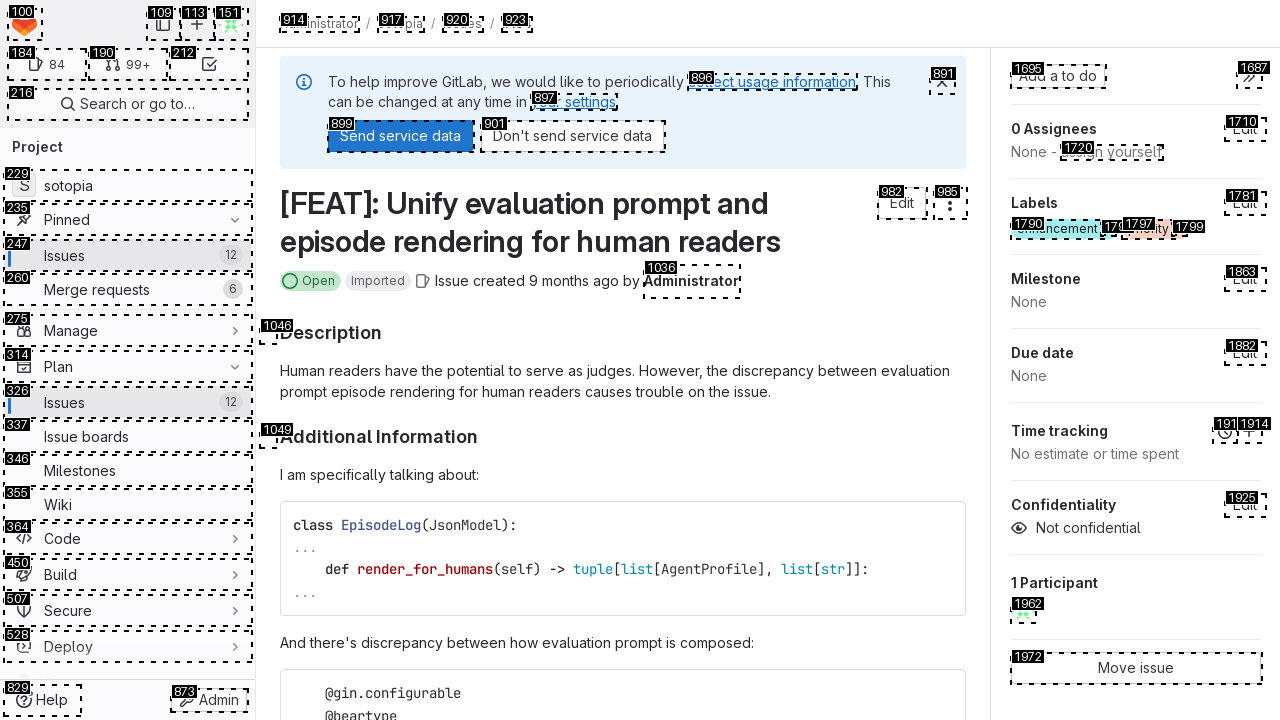 100
109
113
151
184
84
190
99+
212
216
Search or go to…
Project
229
S
sotopia
235
Pinned
247
Issues
12
260
Merge requests
6
275
Manage
314
Plan
326
Issues
12
337
Issue boards
346
Milestones
355
Wiki
364
Code
450
Build
507
Secure
528
Deploy
829
Help
873
Admin
914
917
920
923
Administrator / sotopia / Issues /
To help improve GitLab, we would like to periodically 896 collect usage information. This
891
can be changed at any time in 897 your settings.
899
Send service data
901
Don't send service data
[FEAT]: Unify evaluation prompt and
episode rendering for human readers
982
Edit
985
Open
Imported
Issue created 9 months ago by
1036
Administrator
1046
Description
Human readers have the potential to serve as judges. However, the discrepancy between evaluation
prompt episode rendering for human readers causes trouble on the issue.
1049
Additional Information
I am specifically talking about:
class EpisodeLog(JsonModel):
...
def render_for_humans(self) -> tuple[list[AgentProfile], list[str]]:
...
And there's discrepancy between how evaluation prompt is composed:
@gin.configurable
@beartype
1695
Add a to do
1687
0 Assignees
1710
Edit
None -
1720
assign yourself
Labels
1781
Edit
1790
enhancement
1797
priority
1799
Milestone
1863
Edit
None
Due date
1882
Edit
None
Time tracking
1914
No estimate or time spent
Confidentiality
1925
Edit
Not confidential
1 Participant
1962
1972
Move issue